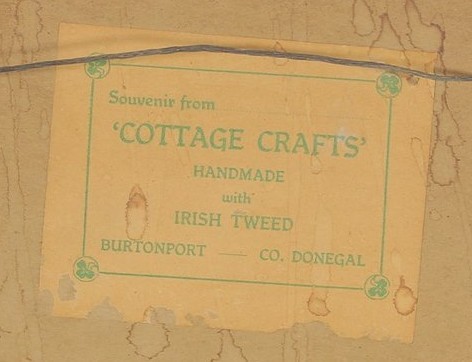 Souvenir from
'COTTAGE CRAFTS'
HANDMADE
with
IRISH TWEED
BURTONPORT — CO. DONEGAL